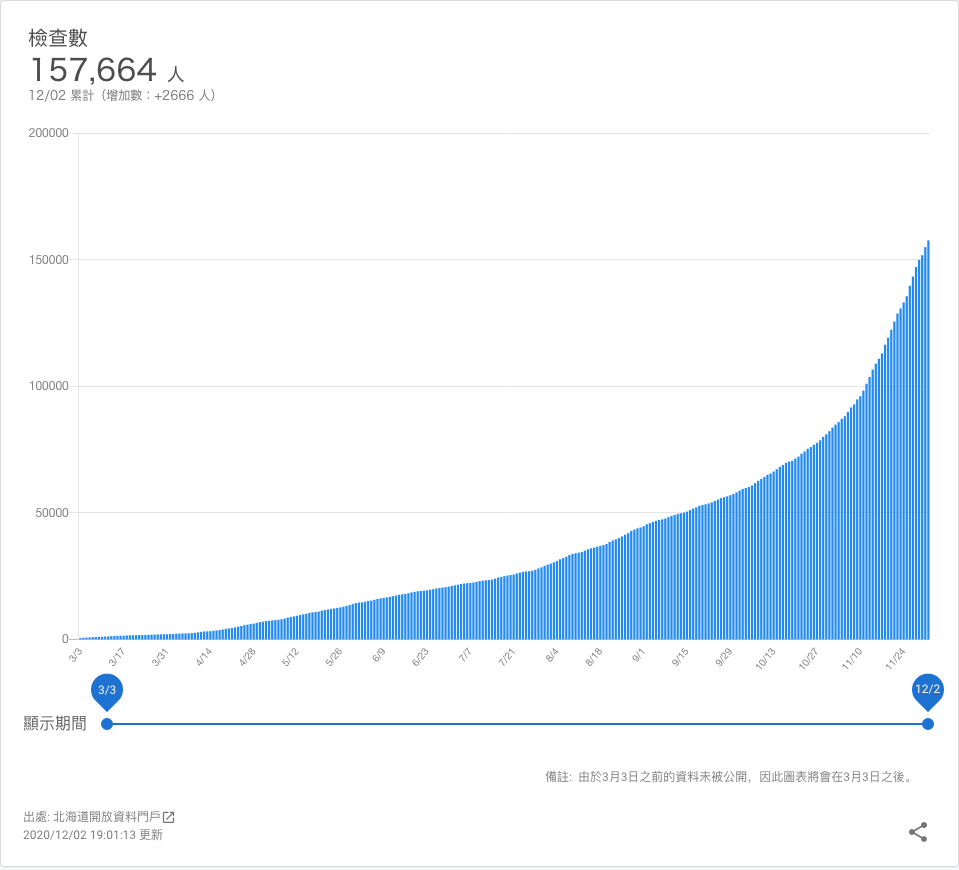 檢查數
157,664 人
12/02 累計（增加數：+2666 人）
200000
150000
100000
50000
0
3/3 3/17 3/31 4/14 4/28 5/12 5/26 6/9 6/23 7/7 7/21 8/4 8/18 9/1 9/15 9/29 10/13 10/27 11/10 11/24
3/3 12/2
顯示期間
備註: 由於3月3日之前的資料未被公開，因此圖表將會在3月3日之後。
出處: 北海道開放資料門戶
2020/12/02 19:01:13 更新